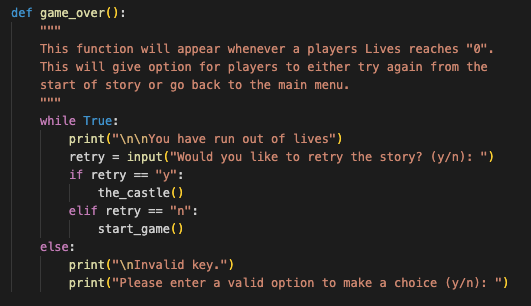 def game_over():
    """
    This function will appear whenever a players Lives reaches "0".
    This will give option for players to either try again from the
    start of story or go back to the main menu.
    """
    while True:
        print("\n\nYou have run out of lives")
        retry = input("Would you like to retry the story? (y/n): ")
        if retry == "y":
            the_castle()
        elif retry == "n":
            start_game()
    else:
        print("\nInvalid key.")
        print("Please enter a valid option to make a choice (y/n): ")